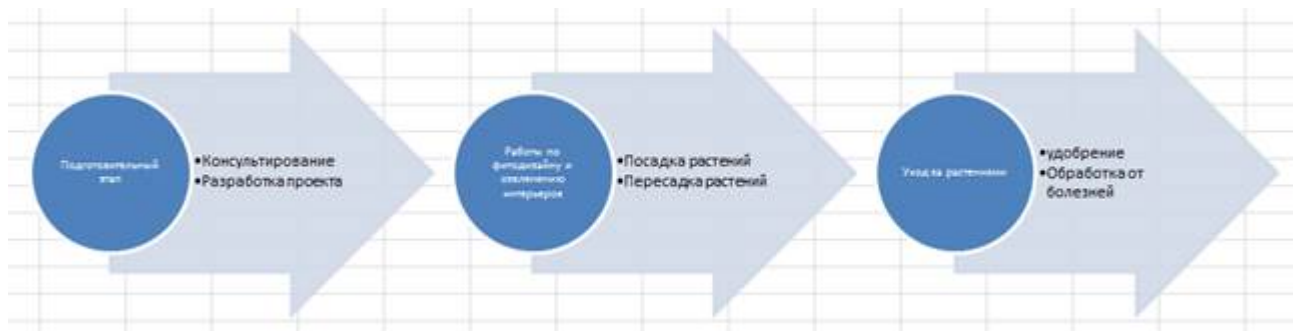 Подготовительный
этап
•Консультирование
•Разработка проекта
Работы по
фитодизайну и
озеленению
интерьеров
•Посадка растений
•Пересадка растений
Уход за растениями
•удобрение
•Обработка от
болезней